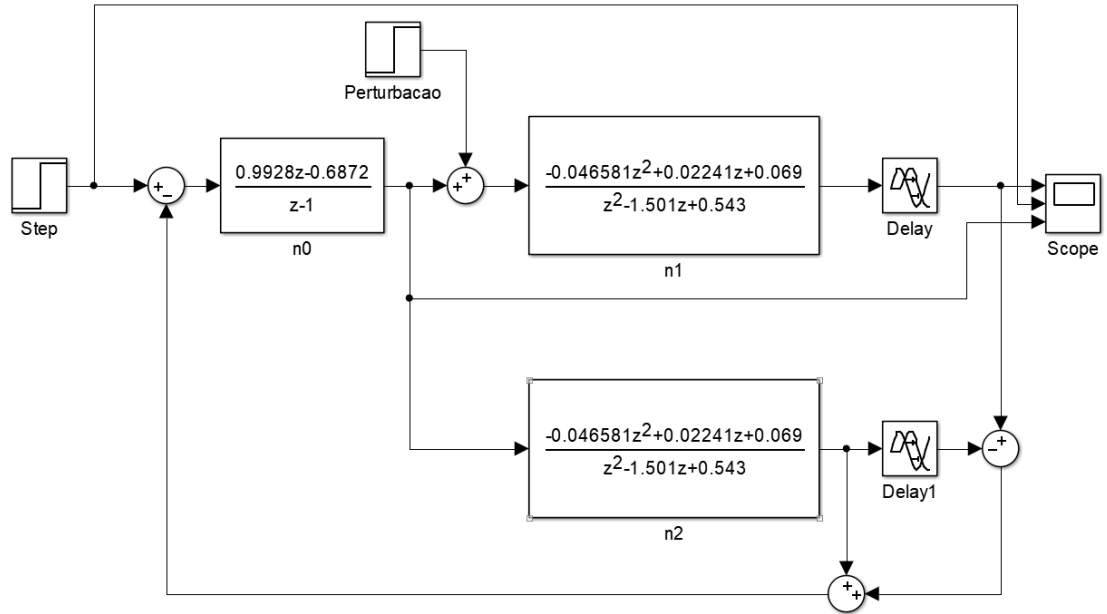 Perturbacao
Step
0.9928z-0.6872
z-1
n0
-0.046581z²+0.02241z+0.069
z²-1.501z+0.543
n1
Delay
Scope
-0.046581z²+0.02241z+0.069
z²-1.501z+0.543
n2
Delay1